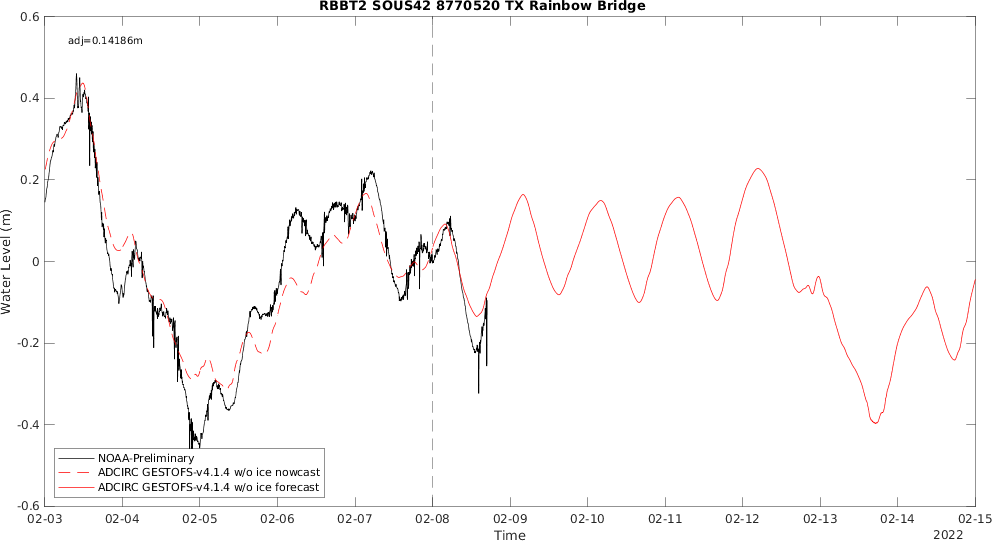 RBBT2 SOUS42 8770520 TX Rainbow Bridge
adj=0.14186m
0.6
0.4
0.2
0
-0.2
-0.4
-0.6
Water Level (m)
NOAA-Preliminary
ADCIRC GESTOFS-v4.1.4 w/o ice nowcast
ADCIRC GESTOFS-v4.1.4 w/o ice forecast
02-03 02-04 02-05 02-06 02-07 02-08 02-09 02-10 02-11 02-12 02-13 02-14 02-15
Time
2022